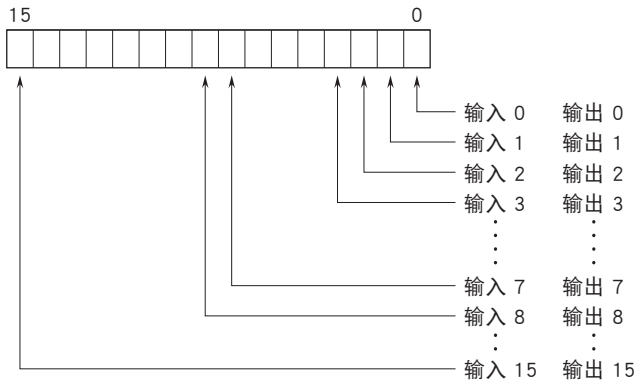 15 0
输入 0 输出 0
输入 1 输出 1
输入 2 输出 2
输入 3 输出 3
输入 7 输出 7
输入 8 输出 8
输入 15 输出 15